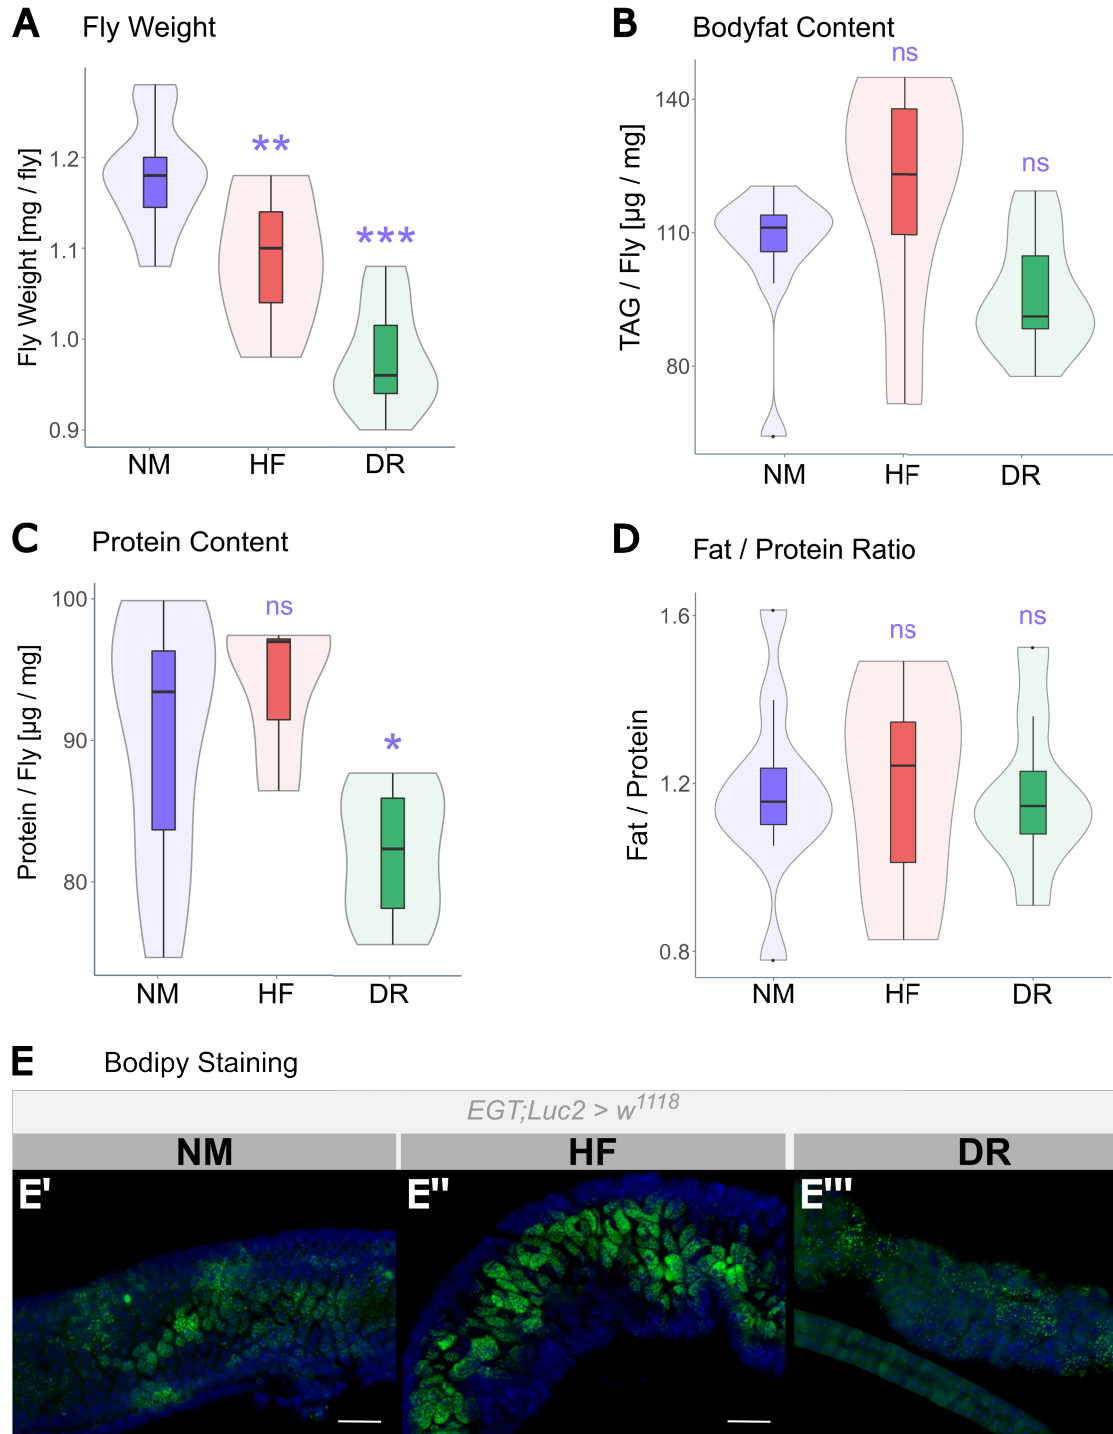 A Fly Weight
Fly Weight [mg / fly]
1.2
1.1
1.0
0.9
**
***
NM HF DR
B Bodyfat Content
TAG / Fly [µg / mg]
140
110
80
ns
ns
NM HF DR
C Protein Content
Protein / Fly [µg / mg]
100
90
80
ns
*
NM HF DR
D Fat / Protein Ratio
Fat / Protein
1.6
1.2
0.8
ns
ns
NM HF DR
E Bodipy Staining
EGT;Luc2 > w1118
NM HF DR
E' E'' E'''